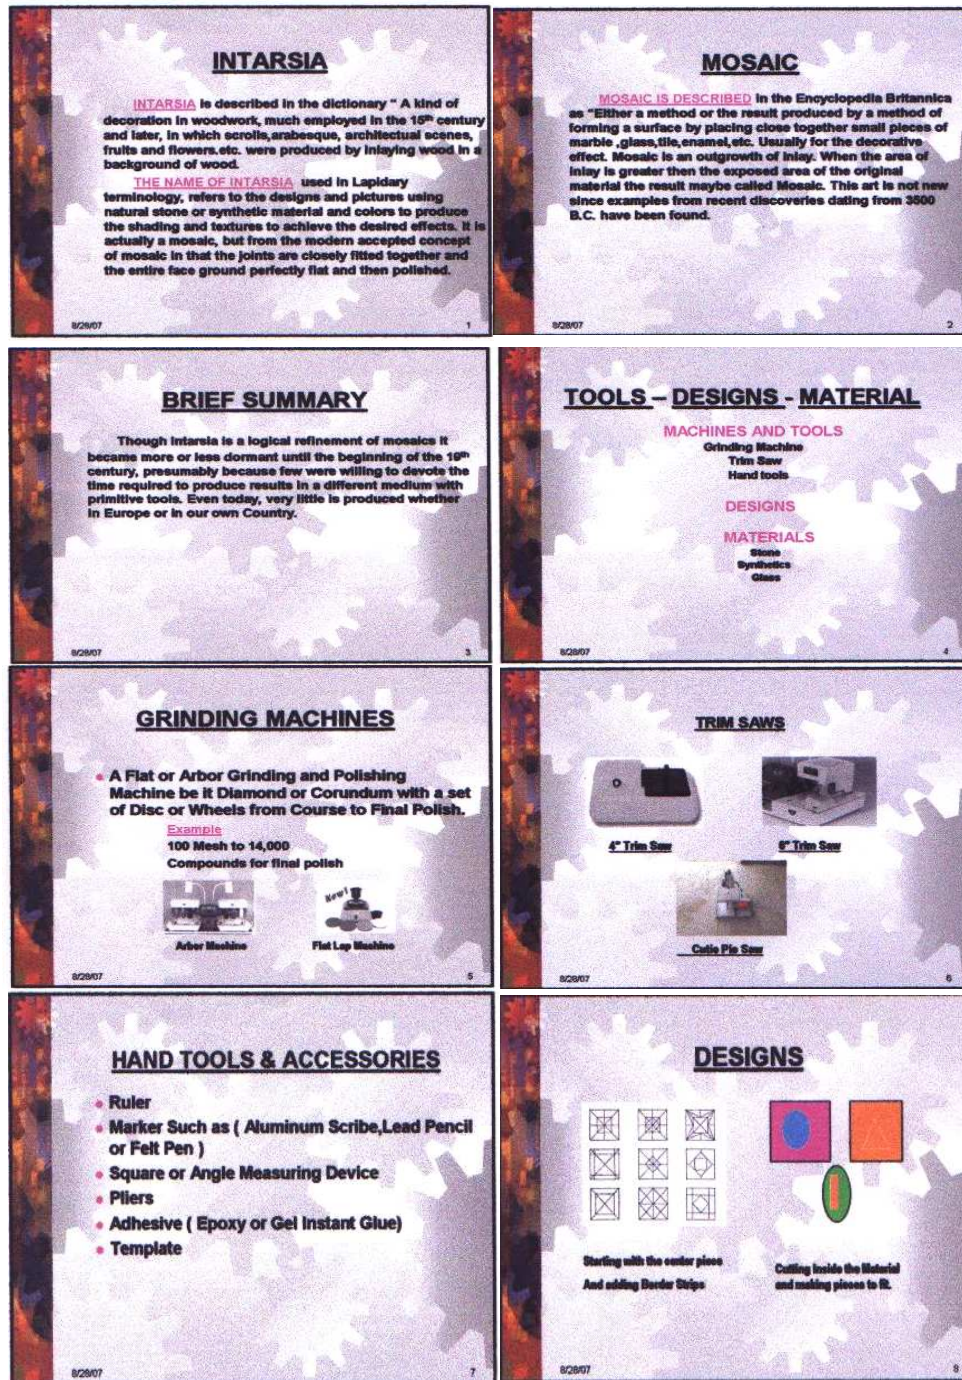 INTARSIA
INTARSIA is described in the dictionary " A kind of
decoration in woodwork, much employed in the 15th century
and later, in which scrolls,arabesque, architectual scenes,
fruits and flowers.etc. were produced by inlaying wood in a
background of wood.
THE NAME OF INTARSIA used in Lapidary
terminology, refers to the designs and pictures using
natural stone or synthetic material and colors to produce
the shading and textures to achieve the desired effects. It is
actually a mosaic, but from the modern accepted concept
of mosaic in that the joints are closely fitted together and
the entire face ground perfectly flat and then polished.
8/28/07
1
MOSAIC
MOSAIC IS DESCRIBED in the Encyclopedia Britannica
as "Either a method or the result produced by a method of
forming a surface by placing close together small pieces of
marble ,glass,tile,enamel,etc. Usually for the decorative
effect. Mosaic is an outgrowth of Inlay. When the area of
Inlay is greater then the exposed area of the original
material the result maybe called Mosaic. This art is not new
since examples from recent discoveries dating from 3500
B.C. have been found.
8/28/07
2
BRIEF SUMMARY
Though Intarsia is a logical refinement of mosaics it
became more or less dormant until the beginning of the 19th
century, presumably because few were willing to devote the
time required to produce results in a different medium with
primitive tools. Even today, very little is produced whether
in Europe or in our own Country.
8/28/07
3
TOOLS – DESIGNS - MATERIAL
MACHINES AND TOOLS
Grinding Machine
Trim Saw
Hand tools
DESIGNS
MATERIALS
Stone
Synthetics
Glass
8/28/07
4
GRINDING MACHINES
A Flat or Arbor Grinding and Polishing
Machine be it Diamond or Corundum with a set
of Disc or Wheels from Course to Final Polish.
Example
100 Mesh to 14,000
Compounds for final polish
New!
Arbor Machine
Flat Lap Machine
8/28/07
5
TRIM SAWS
4" Trim Saw
6" Trim Saw
Cutie Pie Saw
8/28/07
6
HAND TOOLS & ACCESSORIES
Ruler
Marker Such as ( Aluminum Scribe,Lead Pencil
or Felt Pen )
Square or Angle Measuring Device
Pliers
Adhesive ( Epoxy or Gel Instant Glue)
Template
8/28/07
7
DESIGNS
Starting with the center piece
And adding Border Strips
Cutting Inside the Material
and making pieces to fit.
8/28/07
8